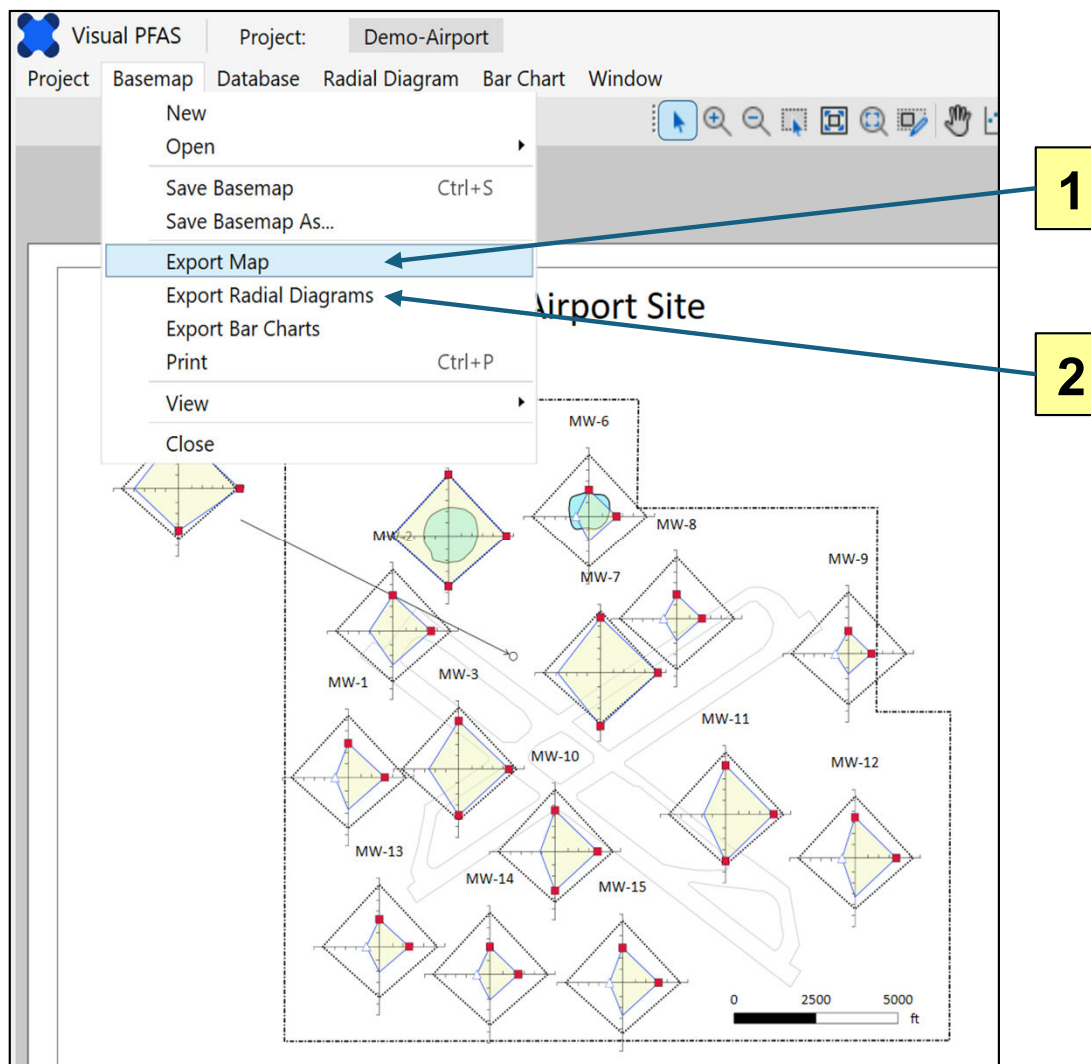 Visual PFAS Project: Demo-Airport
Project Basemap Database Radial Diagram Bar Chart Window
New
Open
Save Basemap Ctrl+S
Save Basemap As...
Export Map
Export Radial Diagrams
Export Bar Charts
Print Ctrl+P
View
Close
1
2
Airport Site
MW-6
MW-2
MW-8
MW-7
MW-9
MW-1
MW-3
MW-11
MW-10
MW-12
MW-13
MW-14
MW-15
0 2500 5000
ft